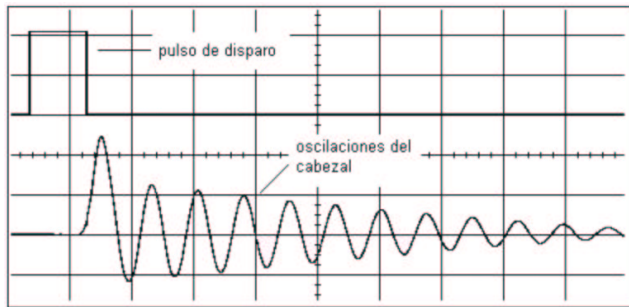 pulso de disparo
oscilaciones del
cabezal